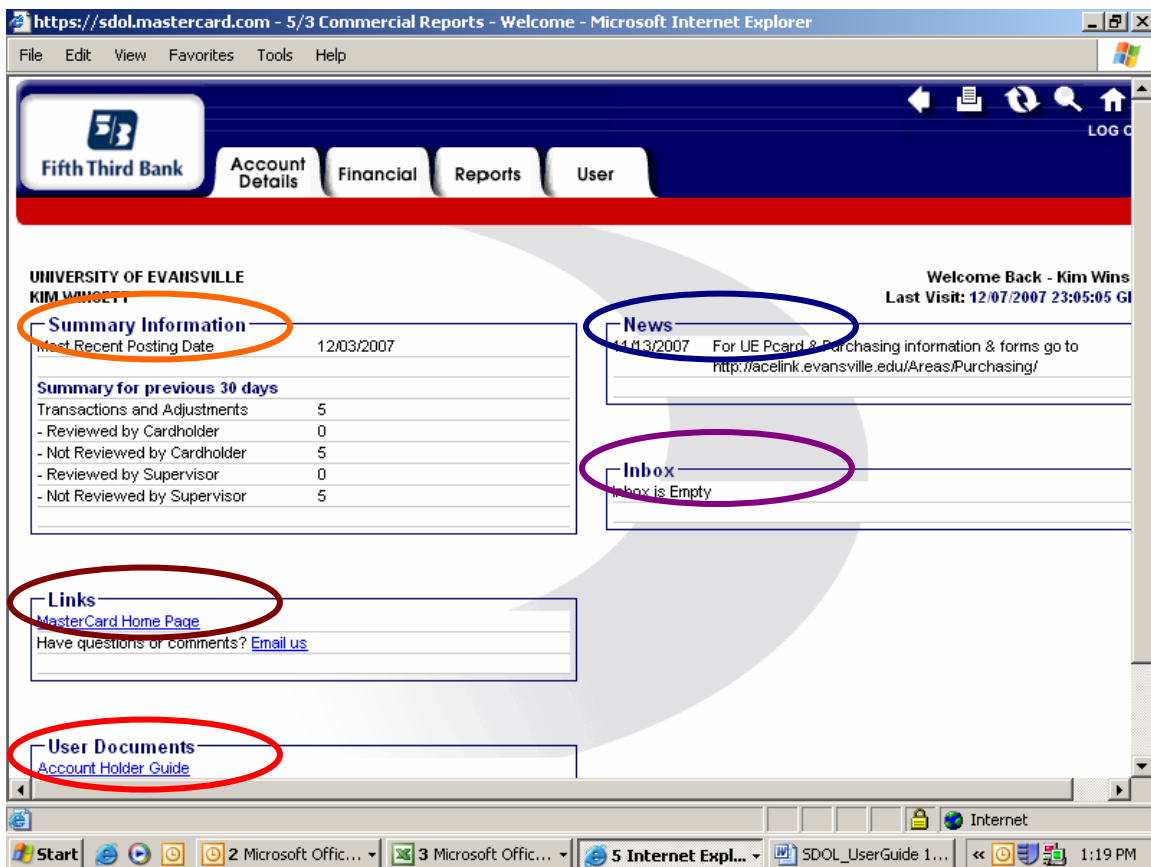 https://sdol.mastercard.com - 5/3 Commercial Reports - Welcome - Microsoft Internet Explorer
File Edit View Favorites Tools Help
LOG
5/3
Fifth Third Bank
Account Details
Financial
Reports
User
UNIVERSITY OF EVANSVILLE
KIM WINSETT
Welcome Back - Kim Wins
Last Visit: 12/07/2007 23:05:05 G
Summary Information
Most Recent Posting Date 12/03/2007
Summary for previous 30 days
Transactions and Adjustments 5
- Reviewed by Cardholder 0
- Not Reviewed by Cardholder 5
- Reviewed by Supervisor 0
- Not Reviewed by Supervisor 5
News
11/13/2007 For UE Pcard & Purchasing information & forms go to
http://acelink.evansville.edu/Areas/Purchasing/
Inbox
Inbox is Empty
Links
MasterCard Home Page
Have questions or comments? Email us
User Documents
Account Holder Guide
Internet
Start 2 Microsoft Offic... 3 Microsoft Offic... 5 Internet Expl... SDOL_UserGuide 1... « 1:19 PM